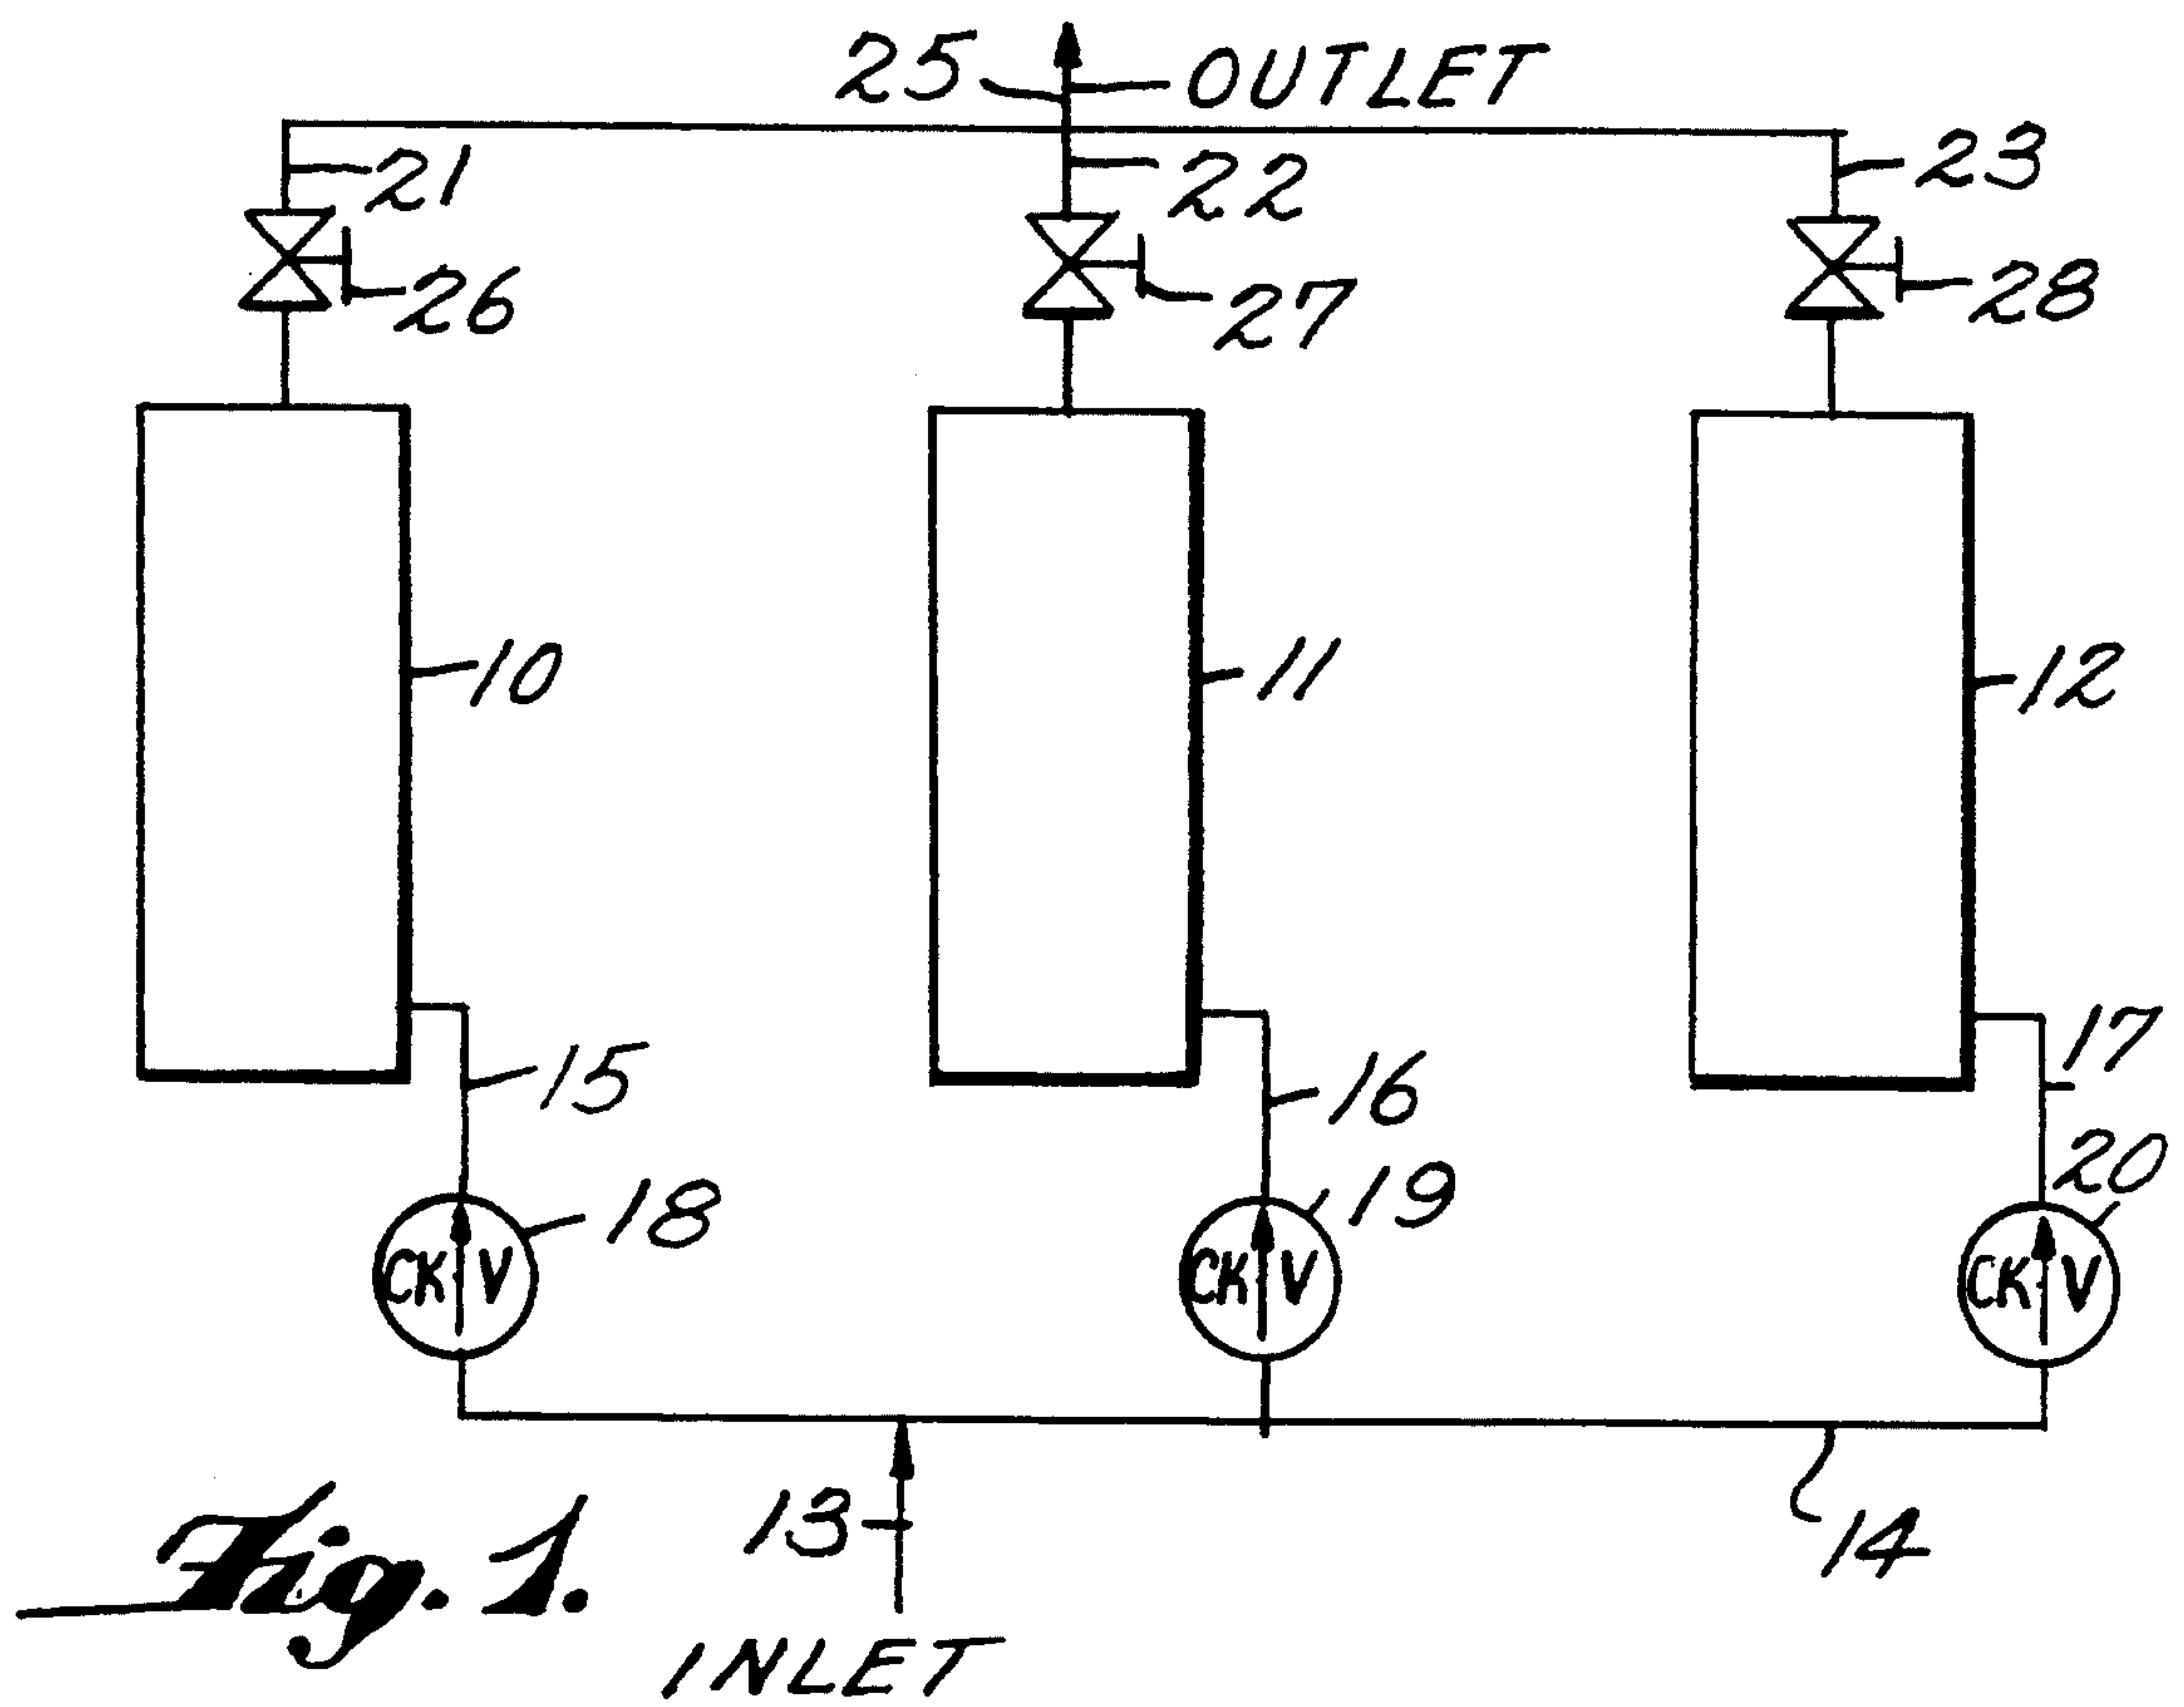 25 OUTLET
21 22 23
26 27 28
10 11 12
15 16 17
18 19 20
CK V CK V CK V
13 14
Fig. 1.
INLET